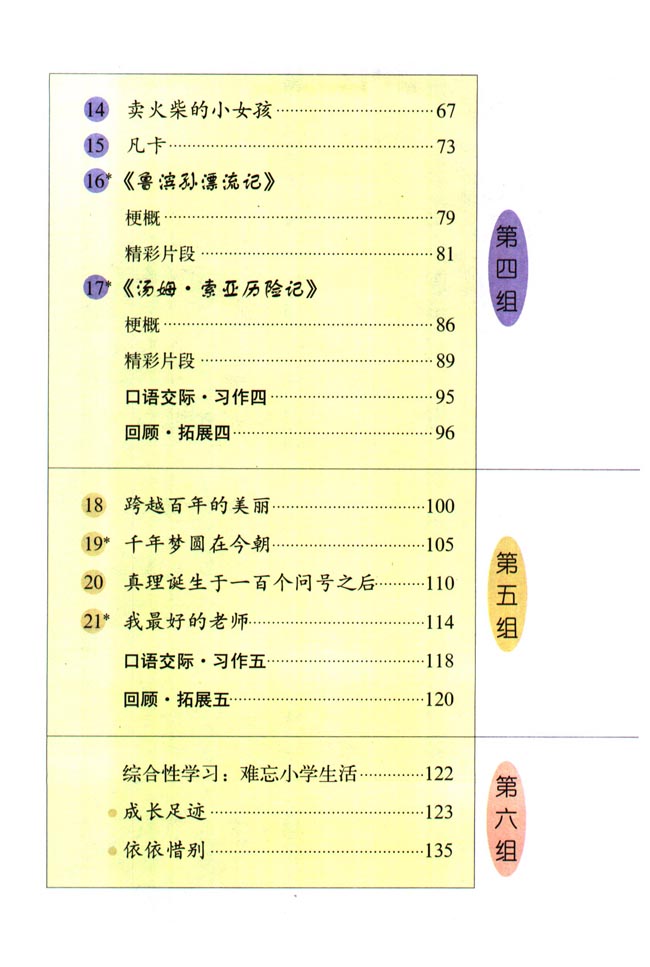 14 卖火柴的小女孩……………………67
15 凡卡……………………………………73
16*《鲁滨孙漂流记》
梗概……………………………………79
精彩片段………………………………81
17*《汤姆·索亚历险记》
梗概……………………………………86
精彩片段………………………………89
口语交际·习作四……………………95
回顾·拓展四…………………………96
第四组
18 跨越百年的美丽……………………100
19* 千年梦圆在今朝……………………105
20 真理诞生于一百个问号之后………110
21* 我最好的老师………………………114
口语交际·习作五……………………118
回顾·拓展五…………………………120
第五组
综合性学习：难忘小学生活…………122
成长足迹………………………………123
依依惜别………………………………135
第六组